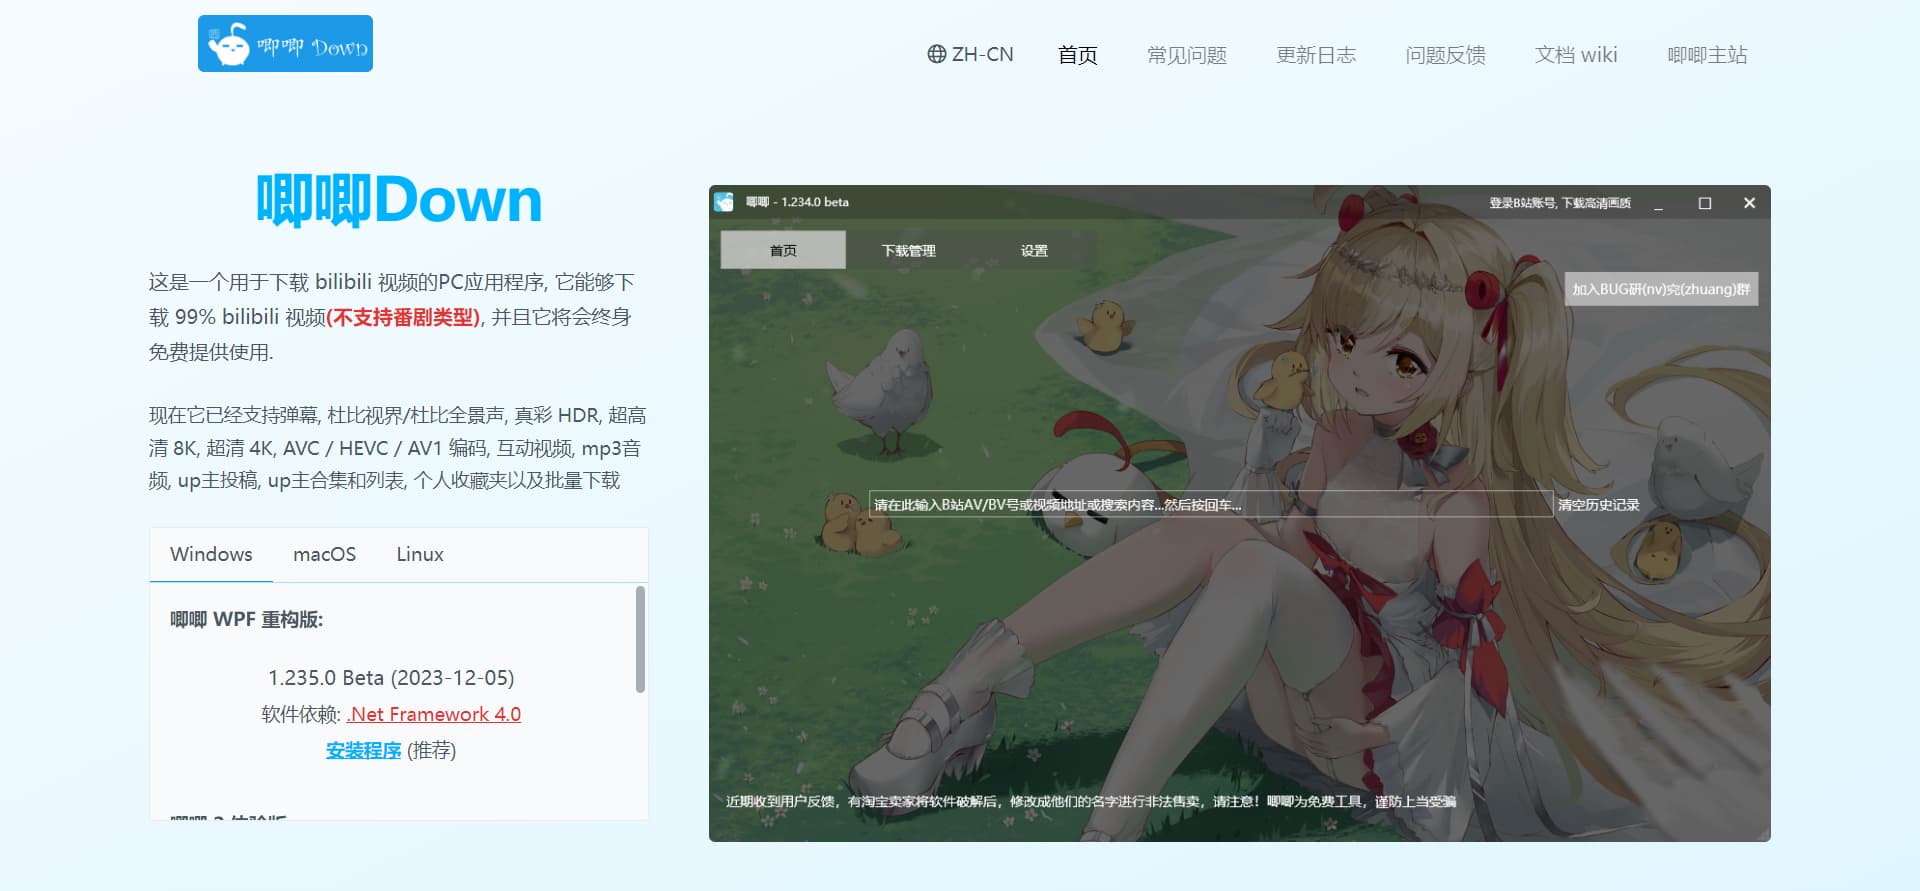 唧唧 Down
ZH-CN 首页 常见问题 更新日志 问题反馈 文档 wiki 唧唧主站
唧唧Down
这是一个用于下载 bilibili 视频的PC应用程序, 它能够下
载 99% bilibili 视频(不支持番剧类型), 并且它将会终身
免费提供使用.
现在它已经支持弹幕, 杜比视界/杜比全景声, 真彩 HDR, 超高
清 8K, 超清 4K, AVC / HEVC / AV1 编码, 互动视频, mp3音
频, up主投稿, up主合集和列表, 个人收藏夹以及批量下载
Windows macOS Linux
唧唧 WPF 重构版:
1.235.0 Beta (2023-12-05)
软件依赖: .Net Framework 4.0
安装程序 (推荐)
唧唧 - 1.234.0 beta 登录B站账号, 下载高清画质
首页 下载管理 设置
加入BUG研(nv)究(zhuang)群
请在此输入B站AV/BV号或视频地址或搜索内容...然后按回车... 清空历史记录
近期收到用户反馈，有淘宝卖家将软件破解后，修改成他们的名字进行非法售卖，请注意！唧唧为免费工具，谨防上当受骗